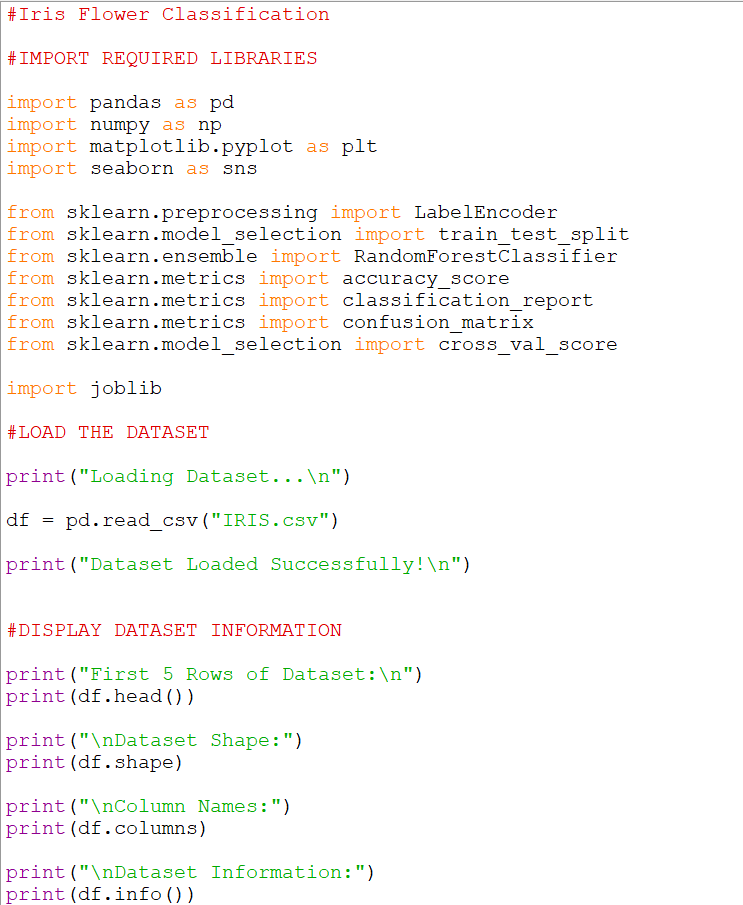 #Iris Flower Classification
#IMPORT REQUIRED LIBRARIES
import pandas as pd
import numpy as np
import matplotlib.pyplot as plt
import seaborn as sns
from sklearn.preprocessing import LabelEncoder
from sklearn.model_selection import train_test_split
from sklearn.ensemble import RandomForestClassifier
from sklearn.metrics import accuracy_score
from sklearn.metrics import classification_report
from sklearn.metrics import confusion_matrix
from sklearn.model_selection import cross_val_score
import joblib
#LOAD THE DATASET
print("Loading Dataset...\n")
df = pd.read_csv("IRIS.csv")
print("Dataset Loaded Successfully!\n")
#DISPLAY DATASET INFORMATION
print("First 5 Rows of Dataset:\n")
print(df.head())
print("\nDataset Shape:")
print(df.shape)
print("\nColumn Names:")
print(df.columns)
print("\nDataset Information:")
print(df.info())